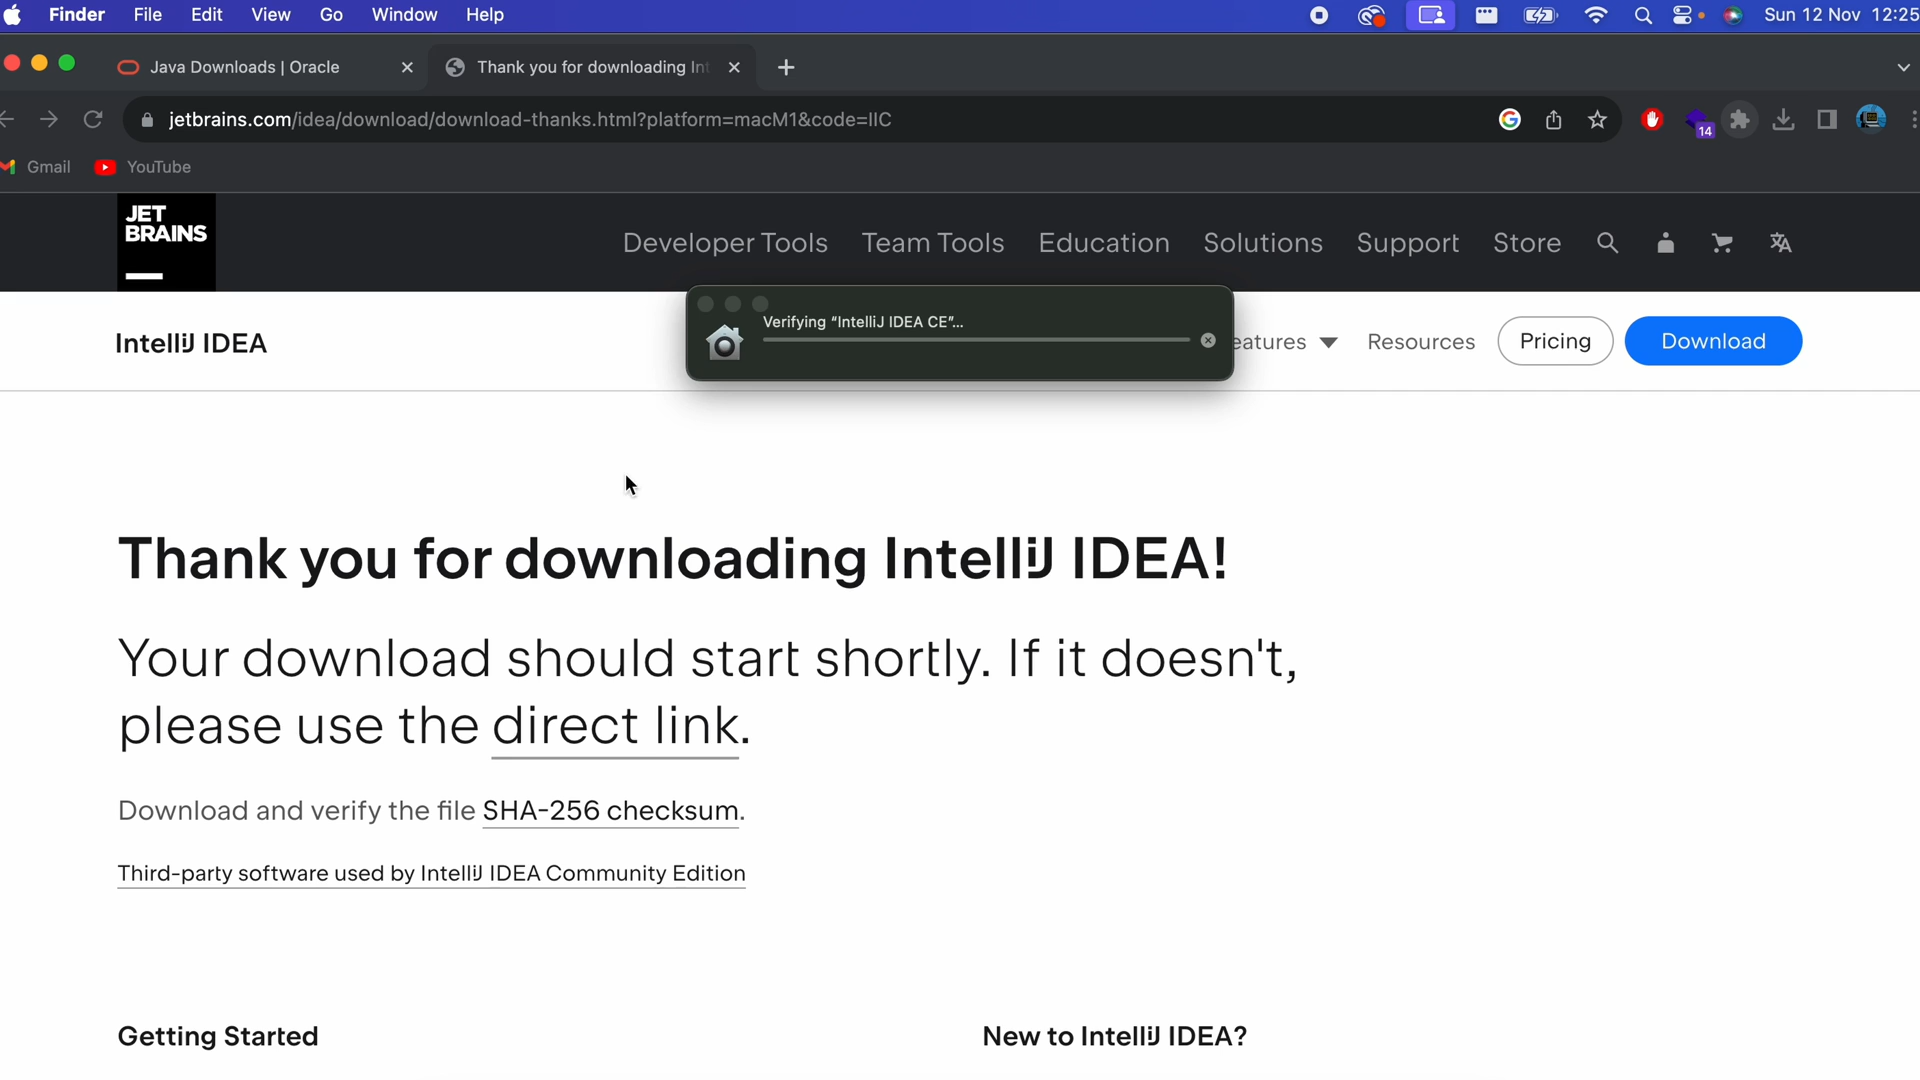 Finder File Edit View Go Window Help Sun 12 Nov 12:25
Java Downloads | Oracle Thank you for downloading Int
jetbrains.com/idea/download/download-thanks.html?platform=macM1&code=IIC 14
Gmail YouTube
JET
BRAINS
Developer Tools Team Tools Education Solutions Support Store
Verifying “IntelliJ IDEA CE”...
IntelliJ IDEA eatures Resources Pricing Download
Thank you for downloading IntelliJ IDEA!
Your download should start shortly. If it doesn't,
please use the direct link.
Download and verify the file SHA-256 checksum.
Third-party software used by IntelliJ IDEA Community Edition
Getting Started New to IntelliJ IDEA?